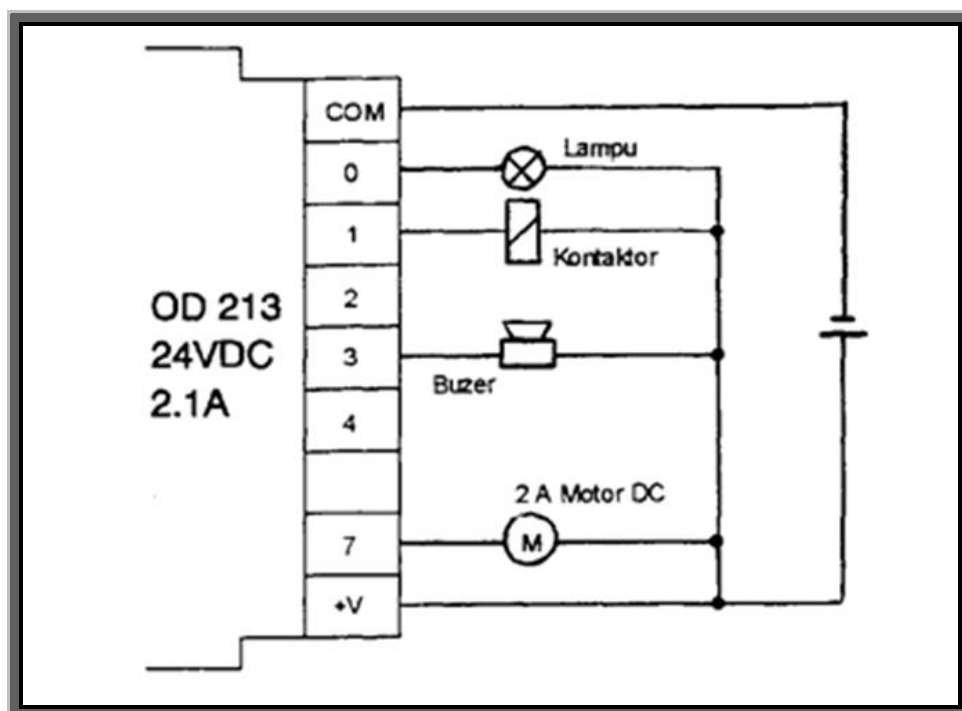 COM
0
Lampu
1
Kontaktor
2
OD 213
24VDC
2.1A
3
Buzer
4
2 A Motor DC
7
M
+V